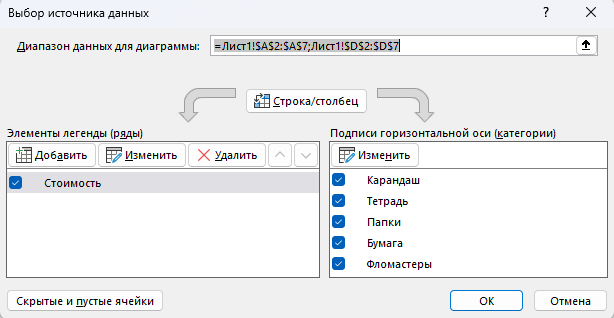 Выбор источника данных
Диапазон данных для диаграммы: =Лист1!$A$2:$A$7;Лист1!$D$2:$D$7
Строка/столбец
Элементы легенды (ряды)
Добавить Изменить Удалить
Стоимость
Подписи горизонтальной оси (категории)
Изменить
Карандаш
Тетрадь
Папки
Бумага
Фломастеры
Скрытые и пустые ячейки ОК Отмена